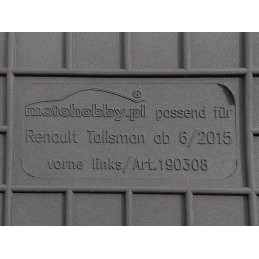 motohobby.pl passend für
Renault Talisman ab 6/2015
vorne links/Art.190308